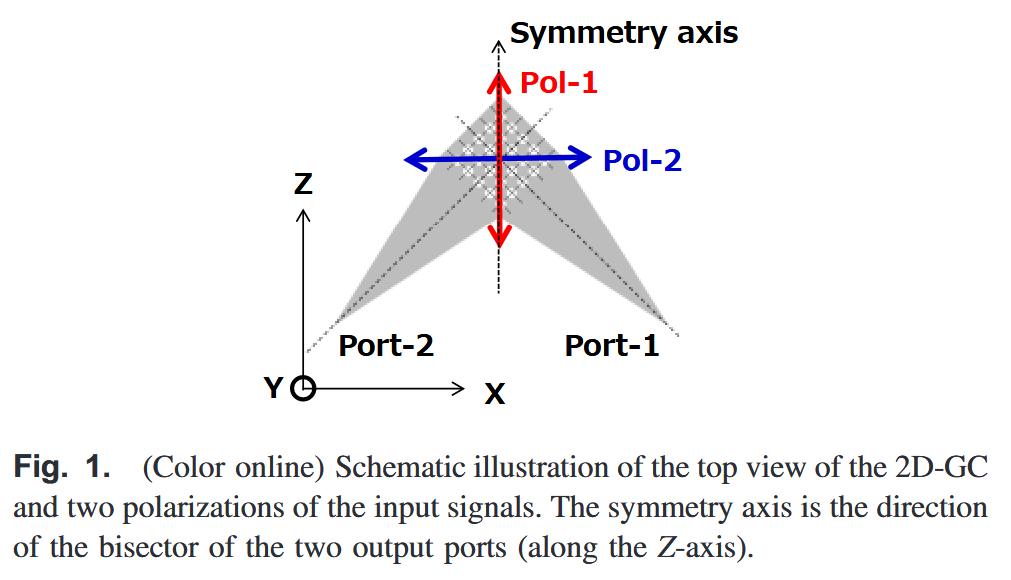 Symmetry axis
Pol-1
Pol-2
Z
Port-2
Port-1
Y
X
Fig. 1. (Color online) Schematic illustration of the top view of the 2D-GC
and two polarizations of the input signals. The symmetry axis is the direction
of the bisector of the two output ports (along the Z-axis).